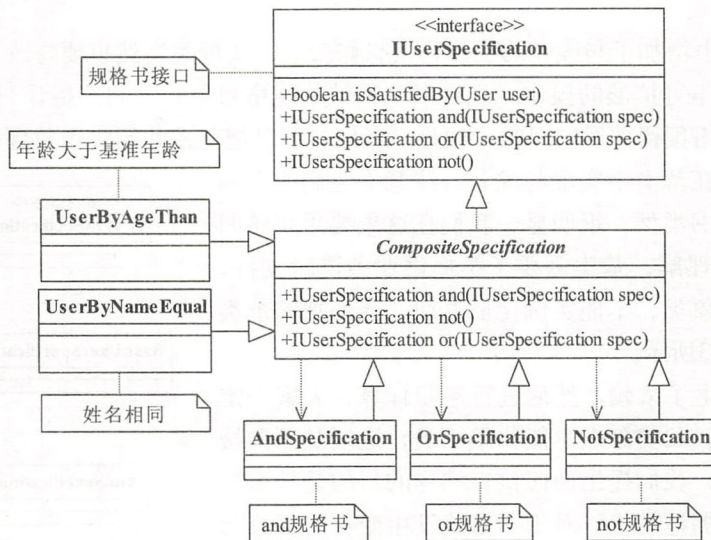 <<interface>>
IUserSpecification
规格书接口
+boolean isSatisfiedBy(User user)
+IUserSpecification and(IUserSpecification spec)
+IUserSpecification or(IUserSpecification spec)
+IUserSpecification not()
年龄大于基准年龄
UserByAgeThan
CompositeSpecification
+IUserSpecification and(IUserSpecification spec)
+IUserSpecification not()
+IUserSpecification or(IUserSpecification spec)
UserByNameEqual
姓名相同
AndSpecification
OrSpecification
NotSpecification
and规格书
or规格书
not规格书